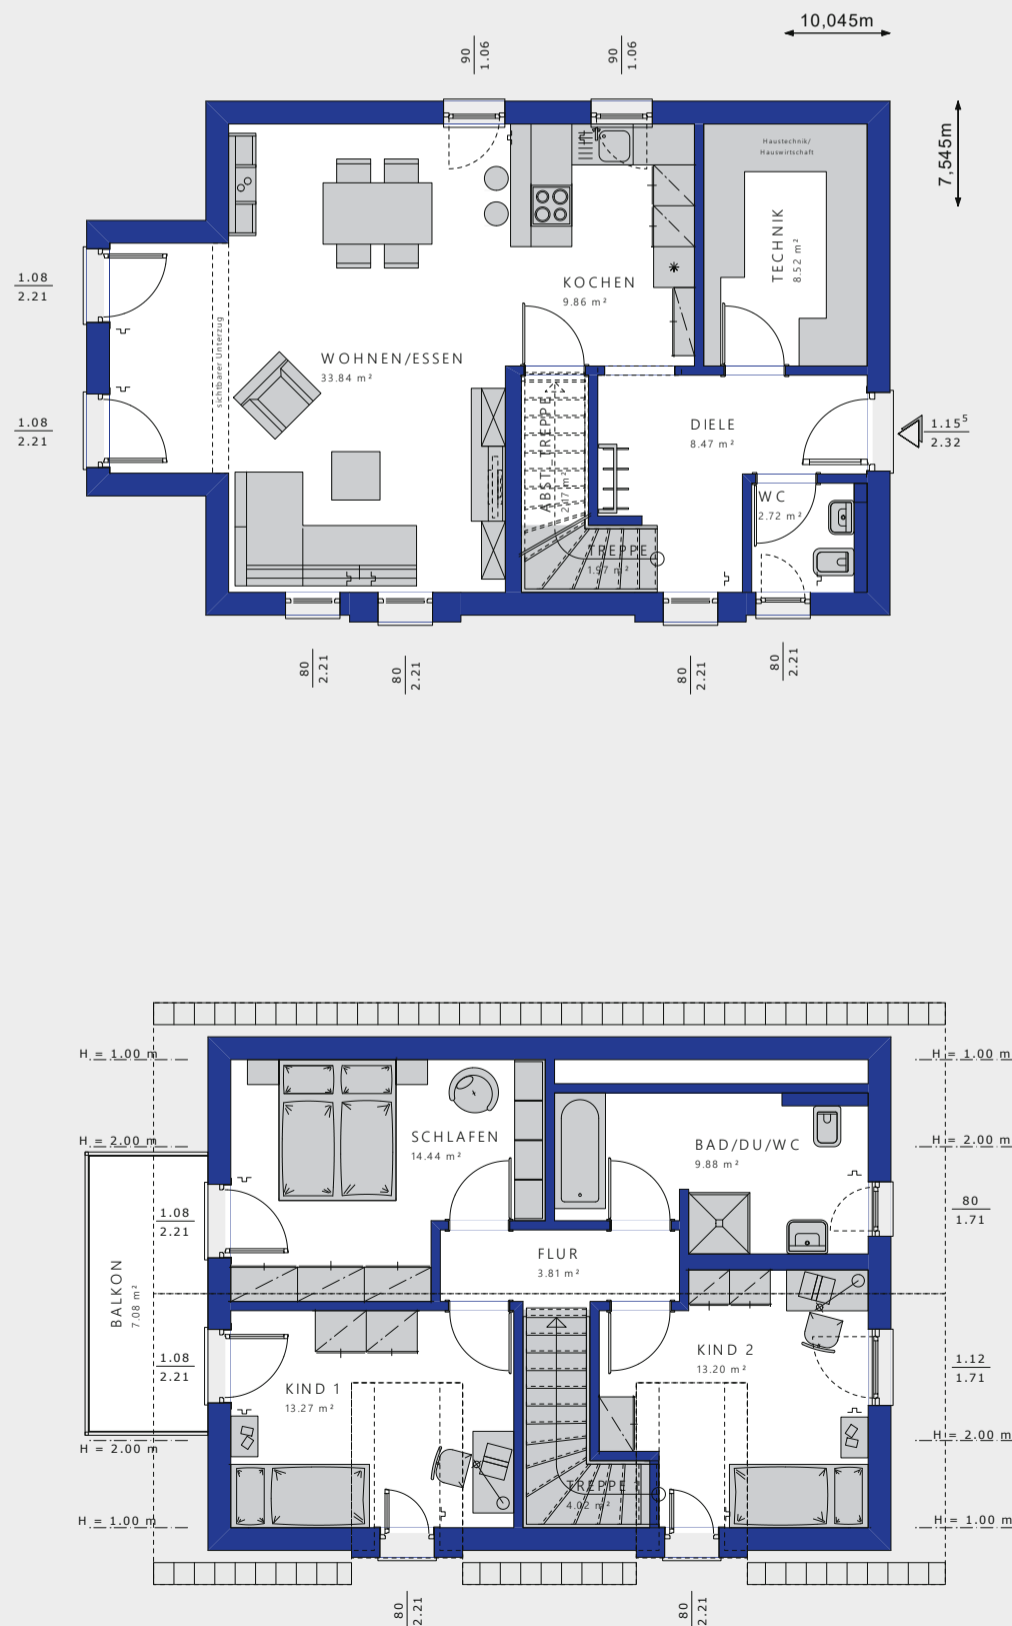 10,045m
90
1.06
90
1.06
7,545m
Haustechnik/
Hauswirtschaft
TECHNIK
8.52 m²
KOCHEN
9.86 m²
1.08
2.21
sichtbarer Unterzug
WOHNEN/ESSEN
33.84 m²
ABST. TREPPE
2.17 m²
DIELE
8.47 m²
1.08
2.21
1.15⁵
2.32
WC
2.72 m²
TREPPE
1.97 m²
80
2.21
80
2.21
80
2.21
80
2.21
H = 1.00 m
H = 1.00 m
SCHLAFEN
14.44 m²
BAD/DU/WC
9.88 m²
H = 2.00 m
H = 2.00 m
1.08
2.21
80
1.71
FLUR
3.81 m²
BALKON
7.08 m²
1.08
2.21
KIND 1
13.27 m²
KIND 2
13.20 m²
1.12
1.71
H = 2.00 m
H = 2.00 m
TREPPE
4.02 m²
H = 1.00 m
H = 1.00 m
80
2.21
80
2.21